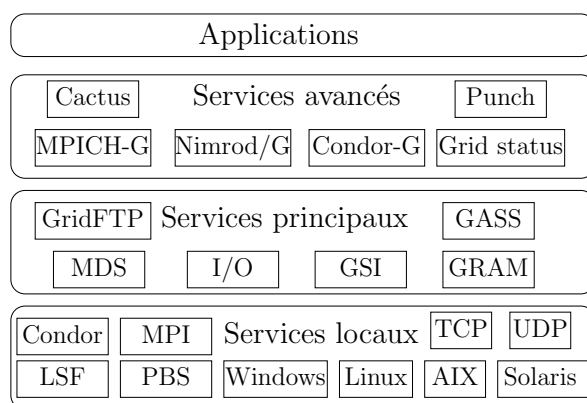 Applications
Cactus Services avancés Punch
MPICH-G Nimrod/G Condor-G Grid status
GridFTP Services principaux GASS
MDS I/O GSI GRAM
Condor MPI Services locaux TCP UDP
LSF PBS Windows Linux AIX Solaris